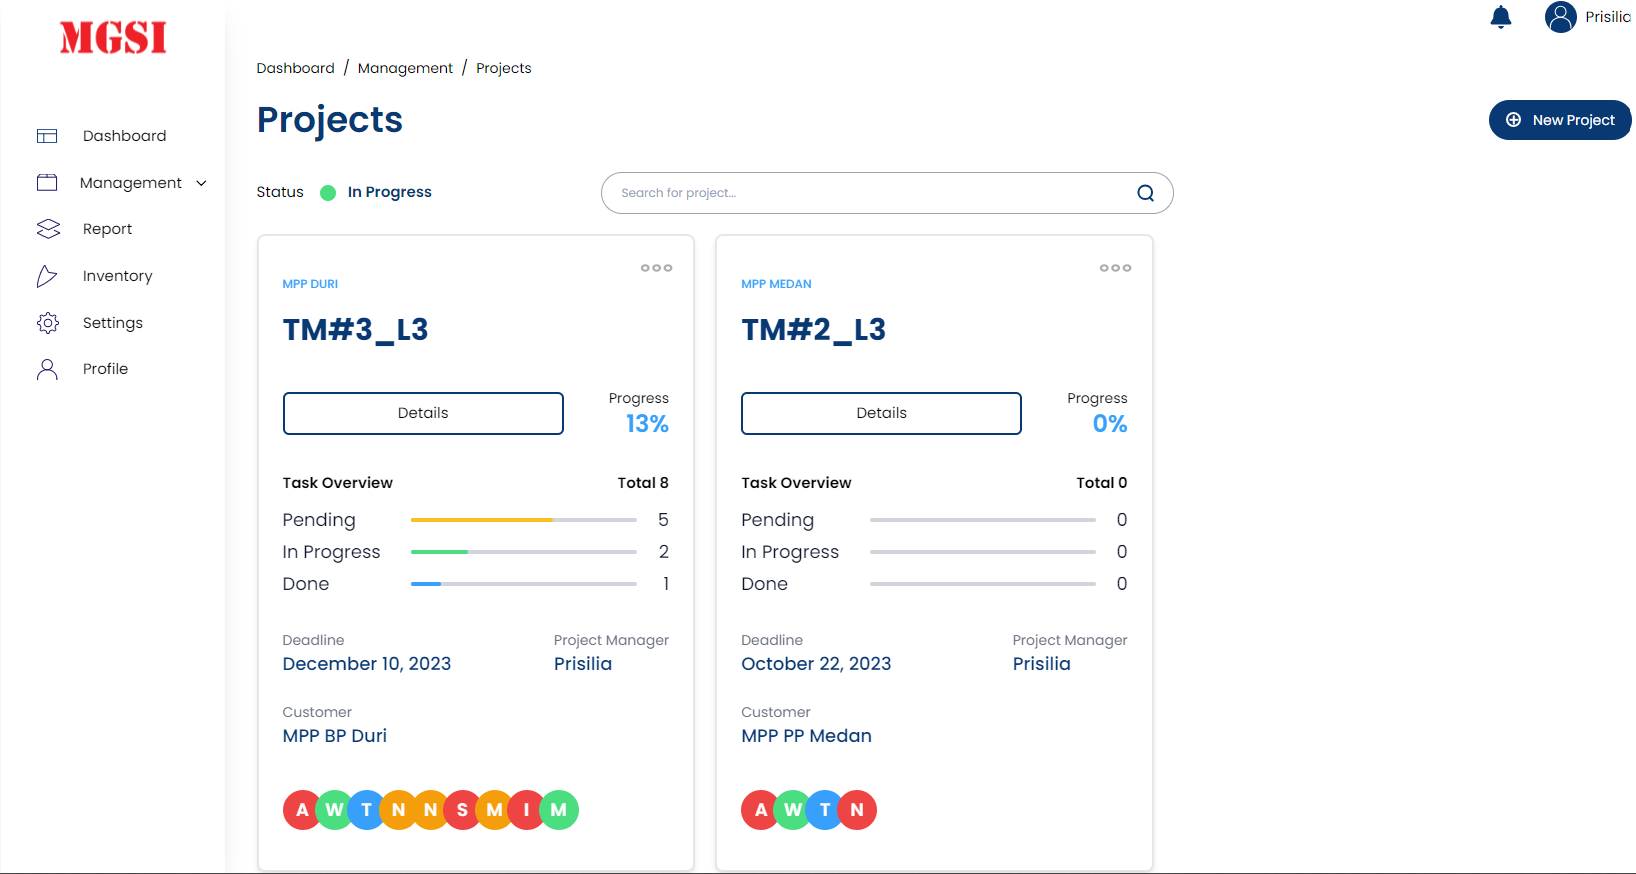 MGSI
Prisilia
Dashboard / Management / Projects
Projects
New Project
Dashboard
Management
Report
Inventory
Settings
Profile
Status In Progress
Search for project...
MPP DURI
TM#3_L3
Details
Progress
13%
Task Overview Total 8
Pending 5
In Progress 2
Done 1
Deadline Project Manager
December 10, 2023 Prisilia
Customer
MPP BP Duri
A W T N N S M I M
MPP MEDAN
TM#2_L3
Details
Progress
0%
Task Overview Total 0
Pending 0
In Progress 0
Done 0
Deadline Project Manager
October 22, 2023 Prisilia
Customer
MPP PP Medan
A W T N